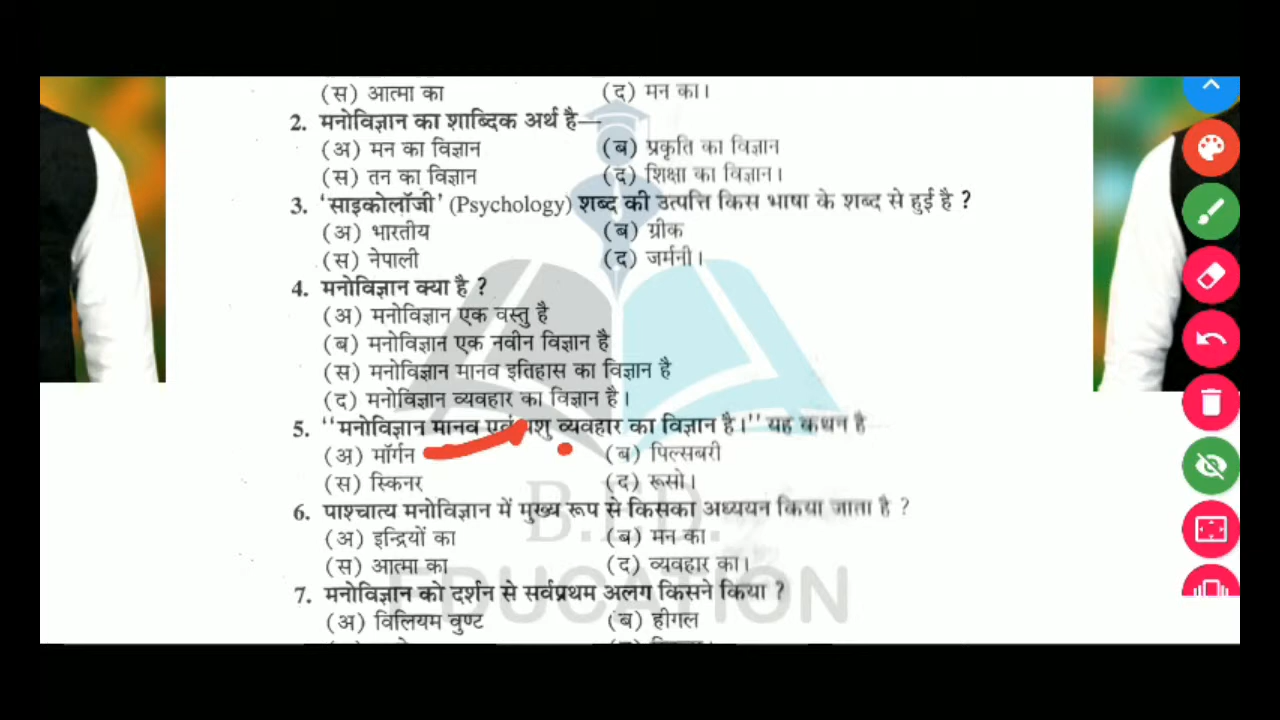 (स) आत्मा का (द) मन का।
2. मनोविज्ञान का शाब्दिक अर्थ है—
(अ) मन का विज्ञान (ब) प्रकृति का विज्ञान
(स) तन का विज्ञान (द) शिक्षा का विज्ञान।
3. 'साइकोलॉजी' (Psychology) शब्द की उत्पत्ति किस भाषा के शब्द से हुई है ?
(अ) भारतीय (ब) ग्रीक
(स) नेपाली (द) जर्मनी।
4. मनोविज्ञान क्या है ?
(अ) मनोविज्ञान एक वस्तु है
(ब) मनोविज्ञान एक नवीन विज्ञान है
(स) मनोविज्ञान मानव इतिहास का विज्ञान है
(द) मनोविज्ञान व्यवहार का विज्ञान है।
5. "मनोविज्ञान मानव एवं पशु व्यवहार का विज्ञान है।" यह कथन है
(अ) मॉर्गन (ब) पिल्सबरी
(स) स्किनर (द) रूसो।
B.ED.
6. पाश्चात्य मनोविज्ञान में मुख्य रूप से किसका अध्ययन किया जाता है ?
(अ) इन्द्रियों का (ब) मन का
(स) आत्मा का (द) व्यवहार का।
EDUCATION
7. मनोविज्ञान को दर्शन से सर्वप्रथम अलग किसने किया ?
(अ) विलियम वुण्ट (ब) हीगल